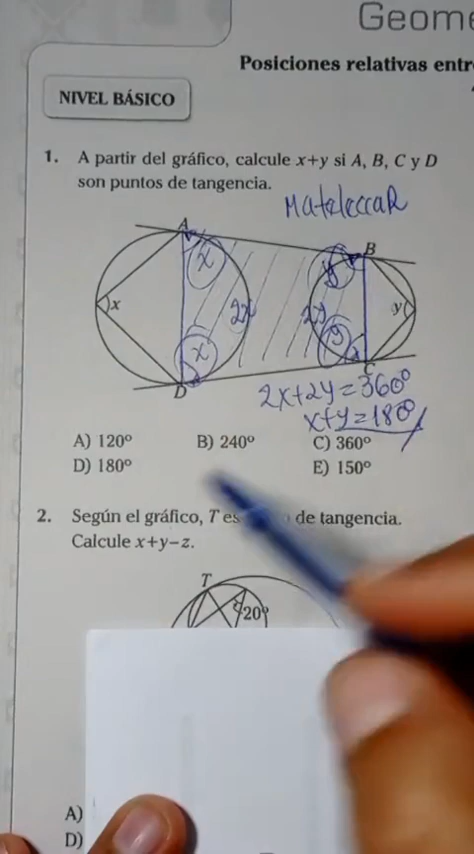 Geom
Posiciones relativas entr
NIVEL BÁSICO
1. A partir del gráfico, calcule x+y si A, B, C y D
son puntos de tangencia.
MateleccaR
A
B
x
y
x
2x
2y
y
x
y
D
C
2x+2y=360°
x+y=180°
A) 120° B) 240° C) 360°
D) 180° E) 150°
2. Según el gráfico, T es de tangencia.
Calcule x+y−z.
T
20°
A)
D)